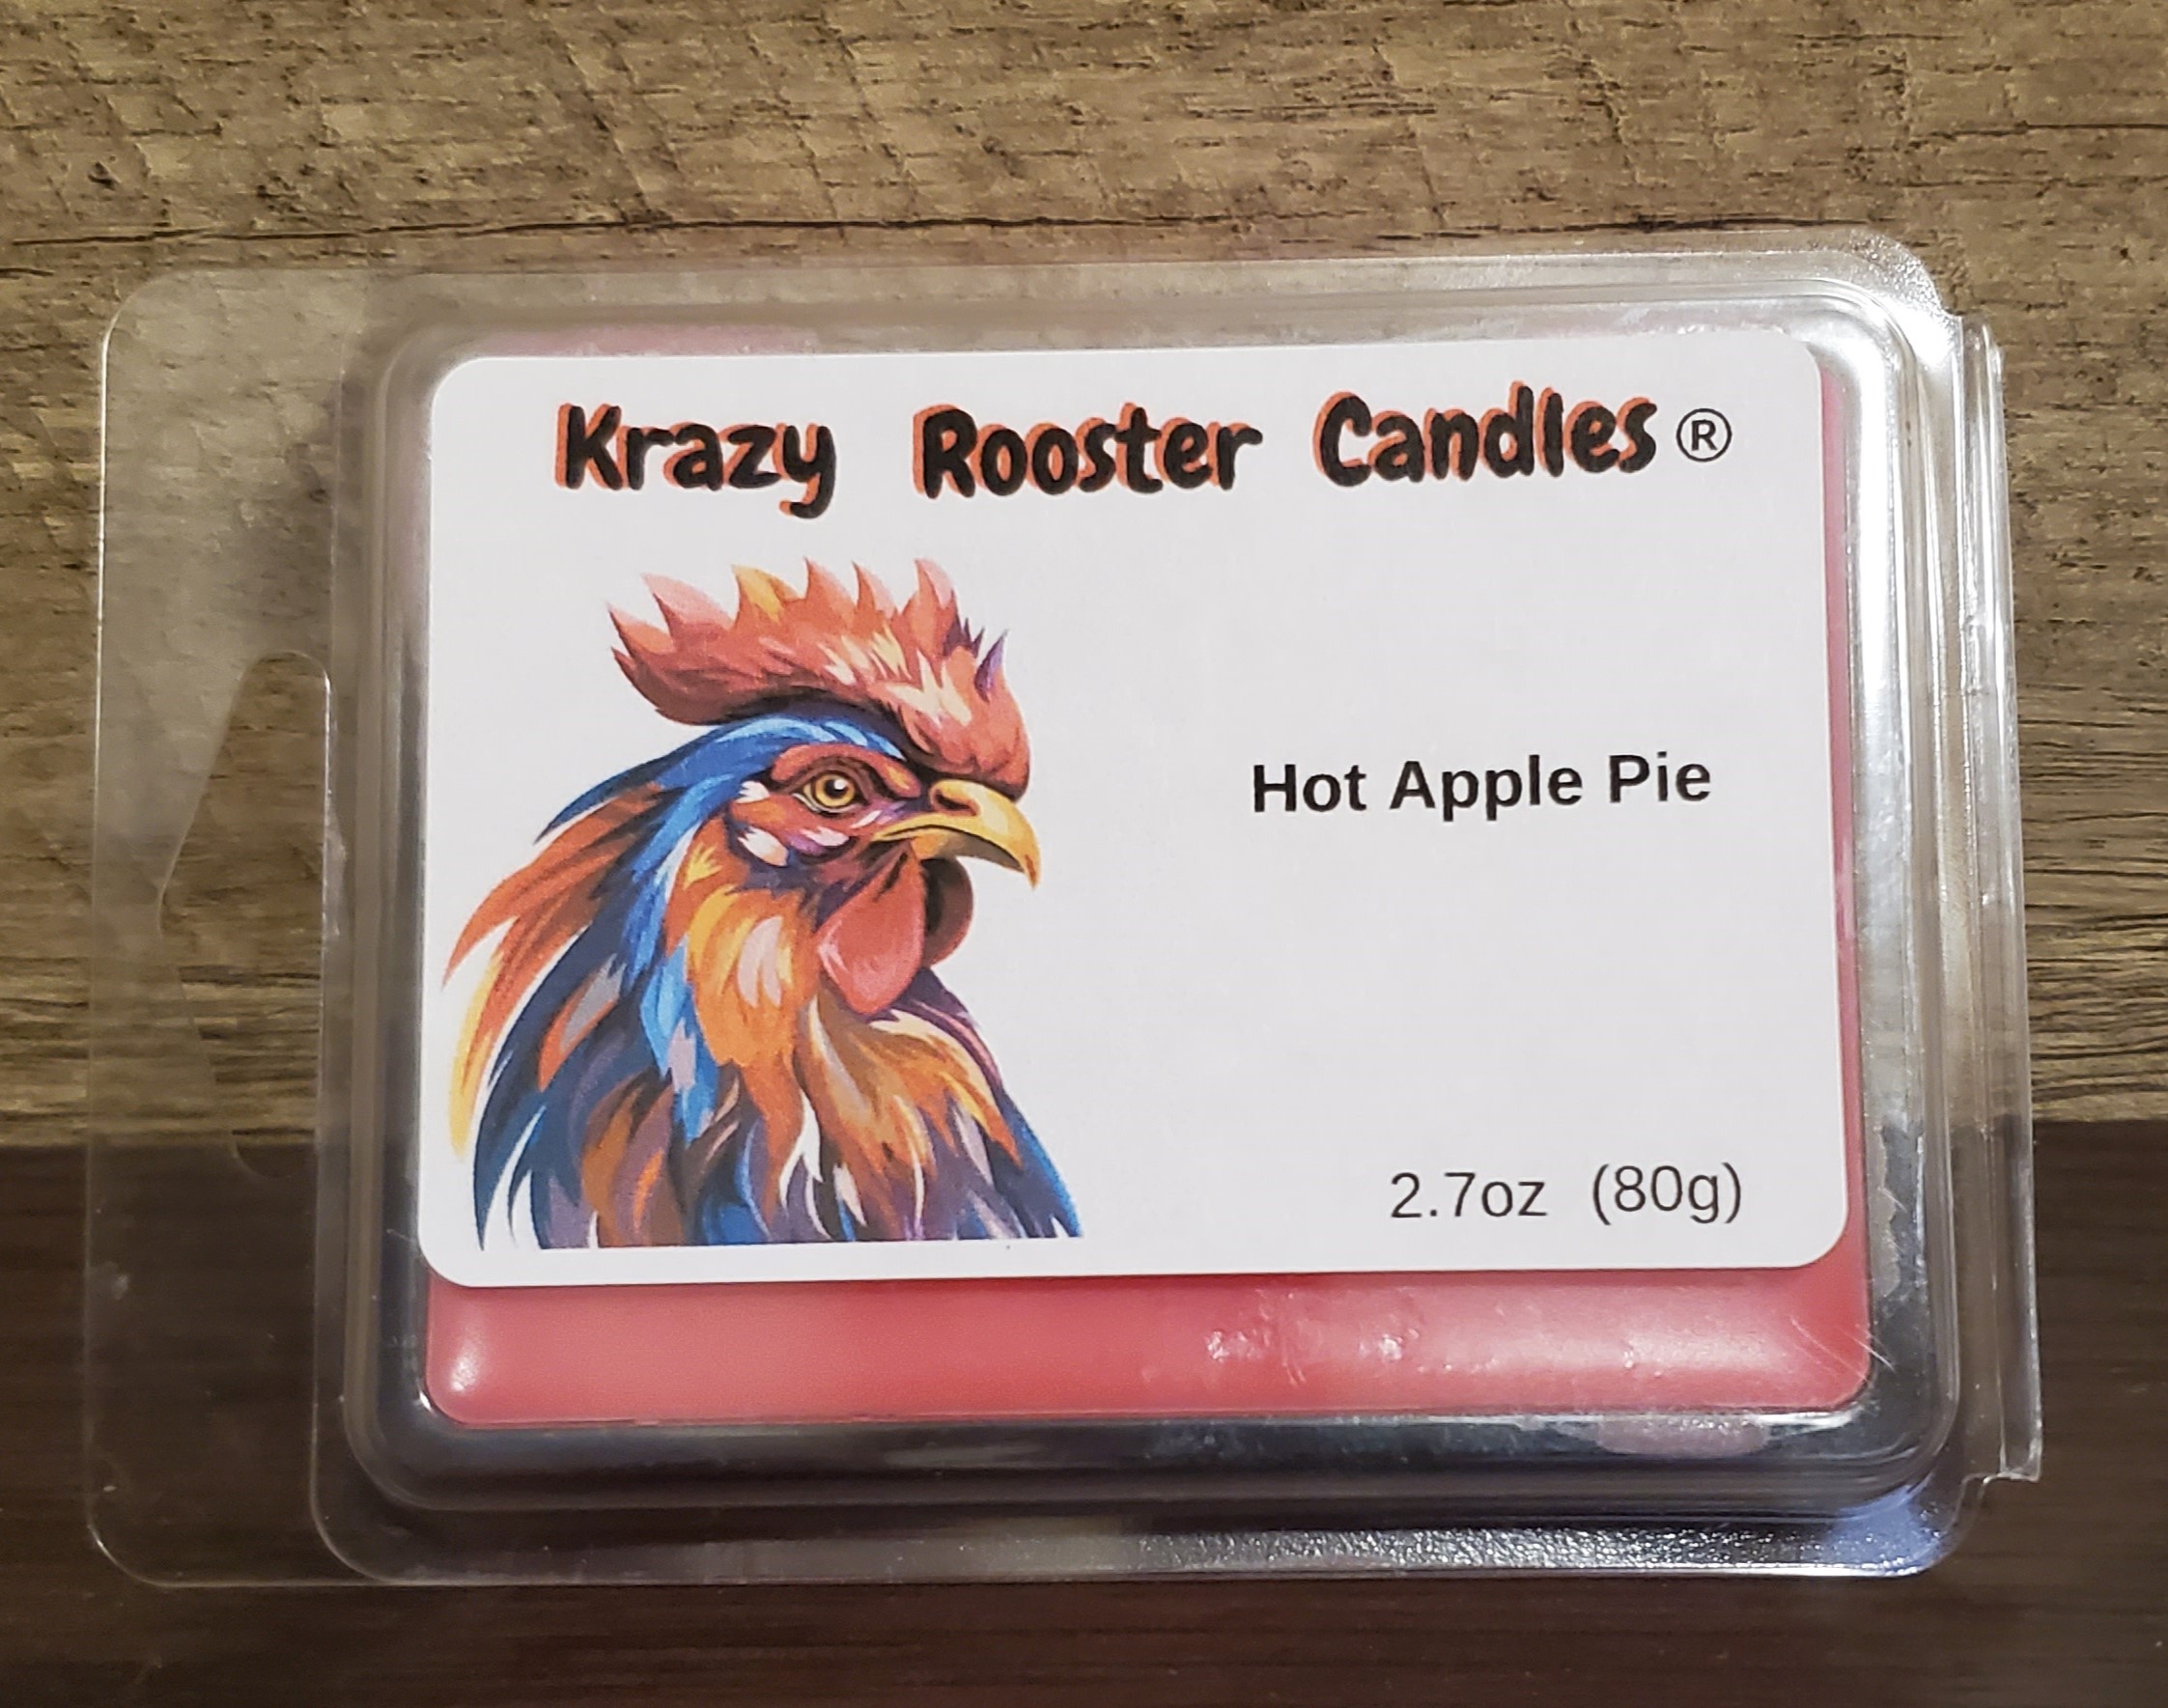 Krazy Rooster Candles®
Hot Apple Pie
2.7oz (80g)